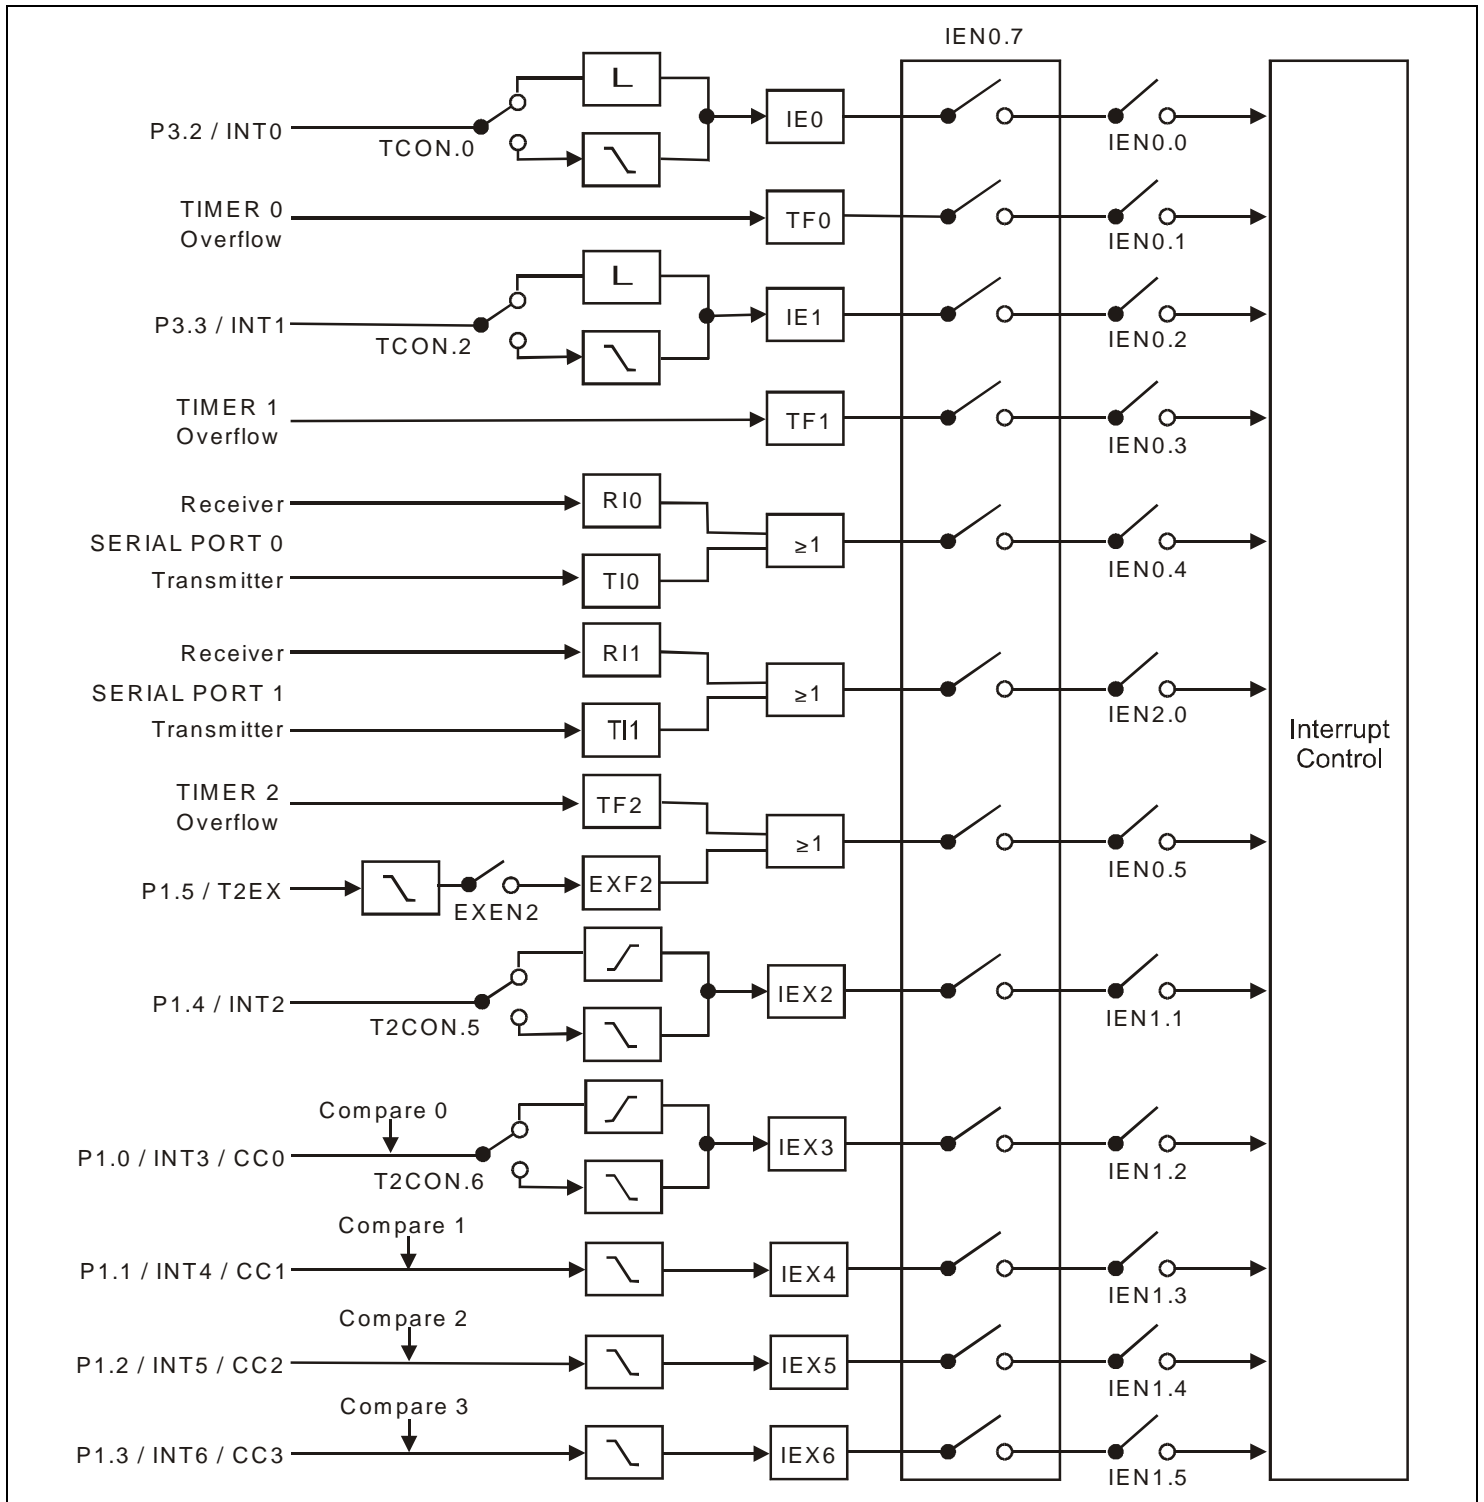 IEN0.7
L
P3.2 / INT0
TCON.0
IE0
IEN0.0
TIMER 0
Overflow
TF0
IEN0.1
L
P3.3 / INT1
TCON.2
IE1
IEN0.2
TIMER 1
Overflow
TF1
IEN0.3
Receiver
RI0
SERIAL PORT 0
≥1
IEN0.4
Transmitter
TI0
Receiver
RI1
SERIAL PORT 1
≥1
IEN2.0
Transmitter
TI1
Interrupt
Control
TIMER 2
Overflow
TF2
≥1
IEN0.5
P1.5 / T2EX
EXEN2
EXF2
P1.4 / INT2
T2CON.5
IEX2
IEN1.1
Compare 0
P1.0 / INT3 / CC0
T2CON.6
IEX3
IEN1.2
Compare 1
P1.1 / INT4 / CC1
IEX4
IEN1.3
Compare 2
P1.2 / INT5 / CC2
IEX5
IEN1.4
Compare 3
P1.3 / INT6 / CC3
IEX6
IEN1.5